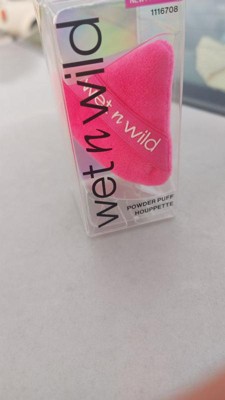 1116708
wet n wild
wet n wild
POWDER PUFF
HOUPPETTE